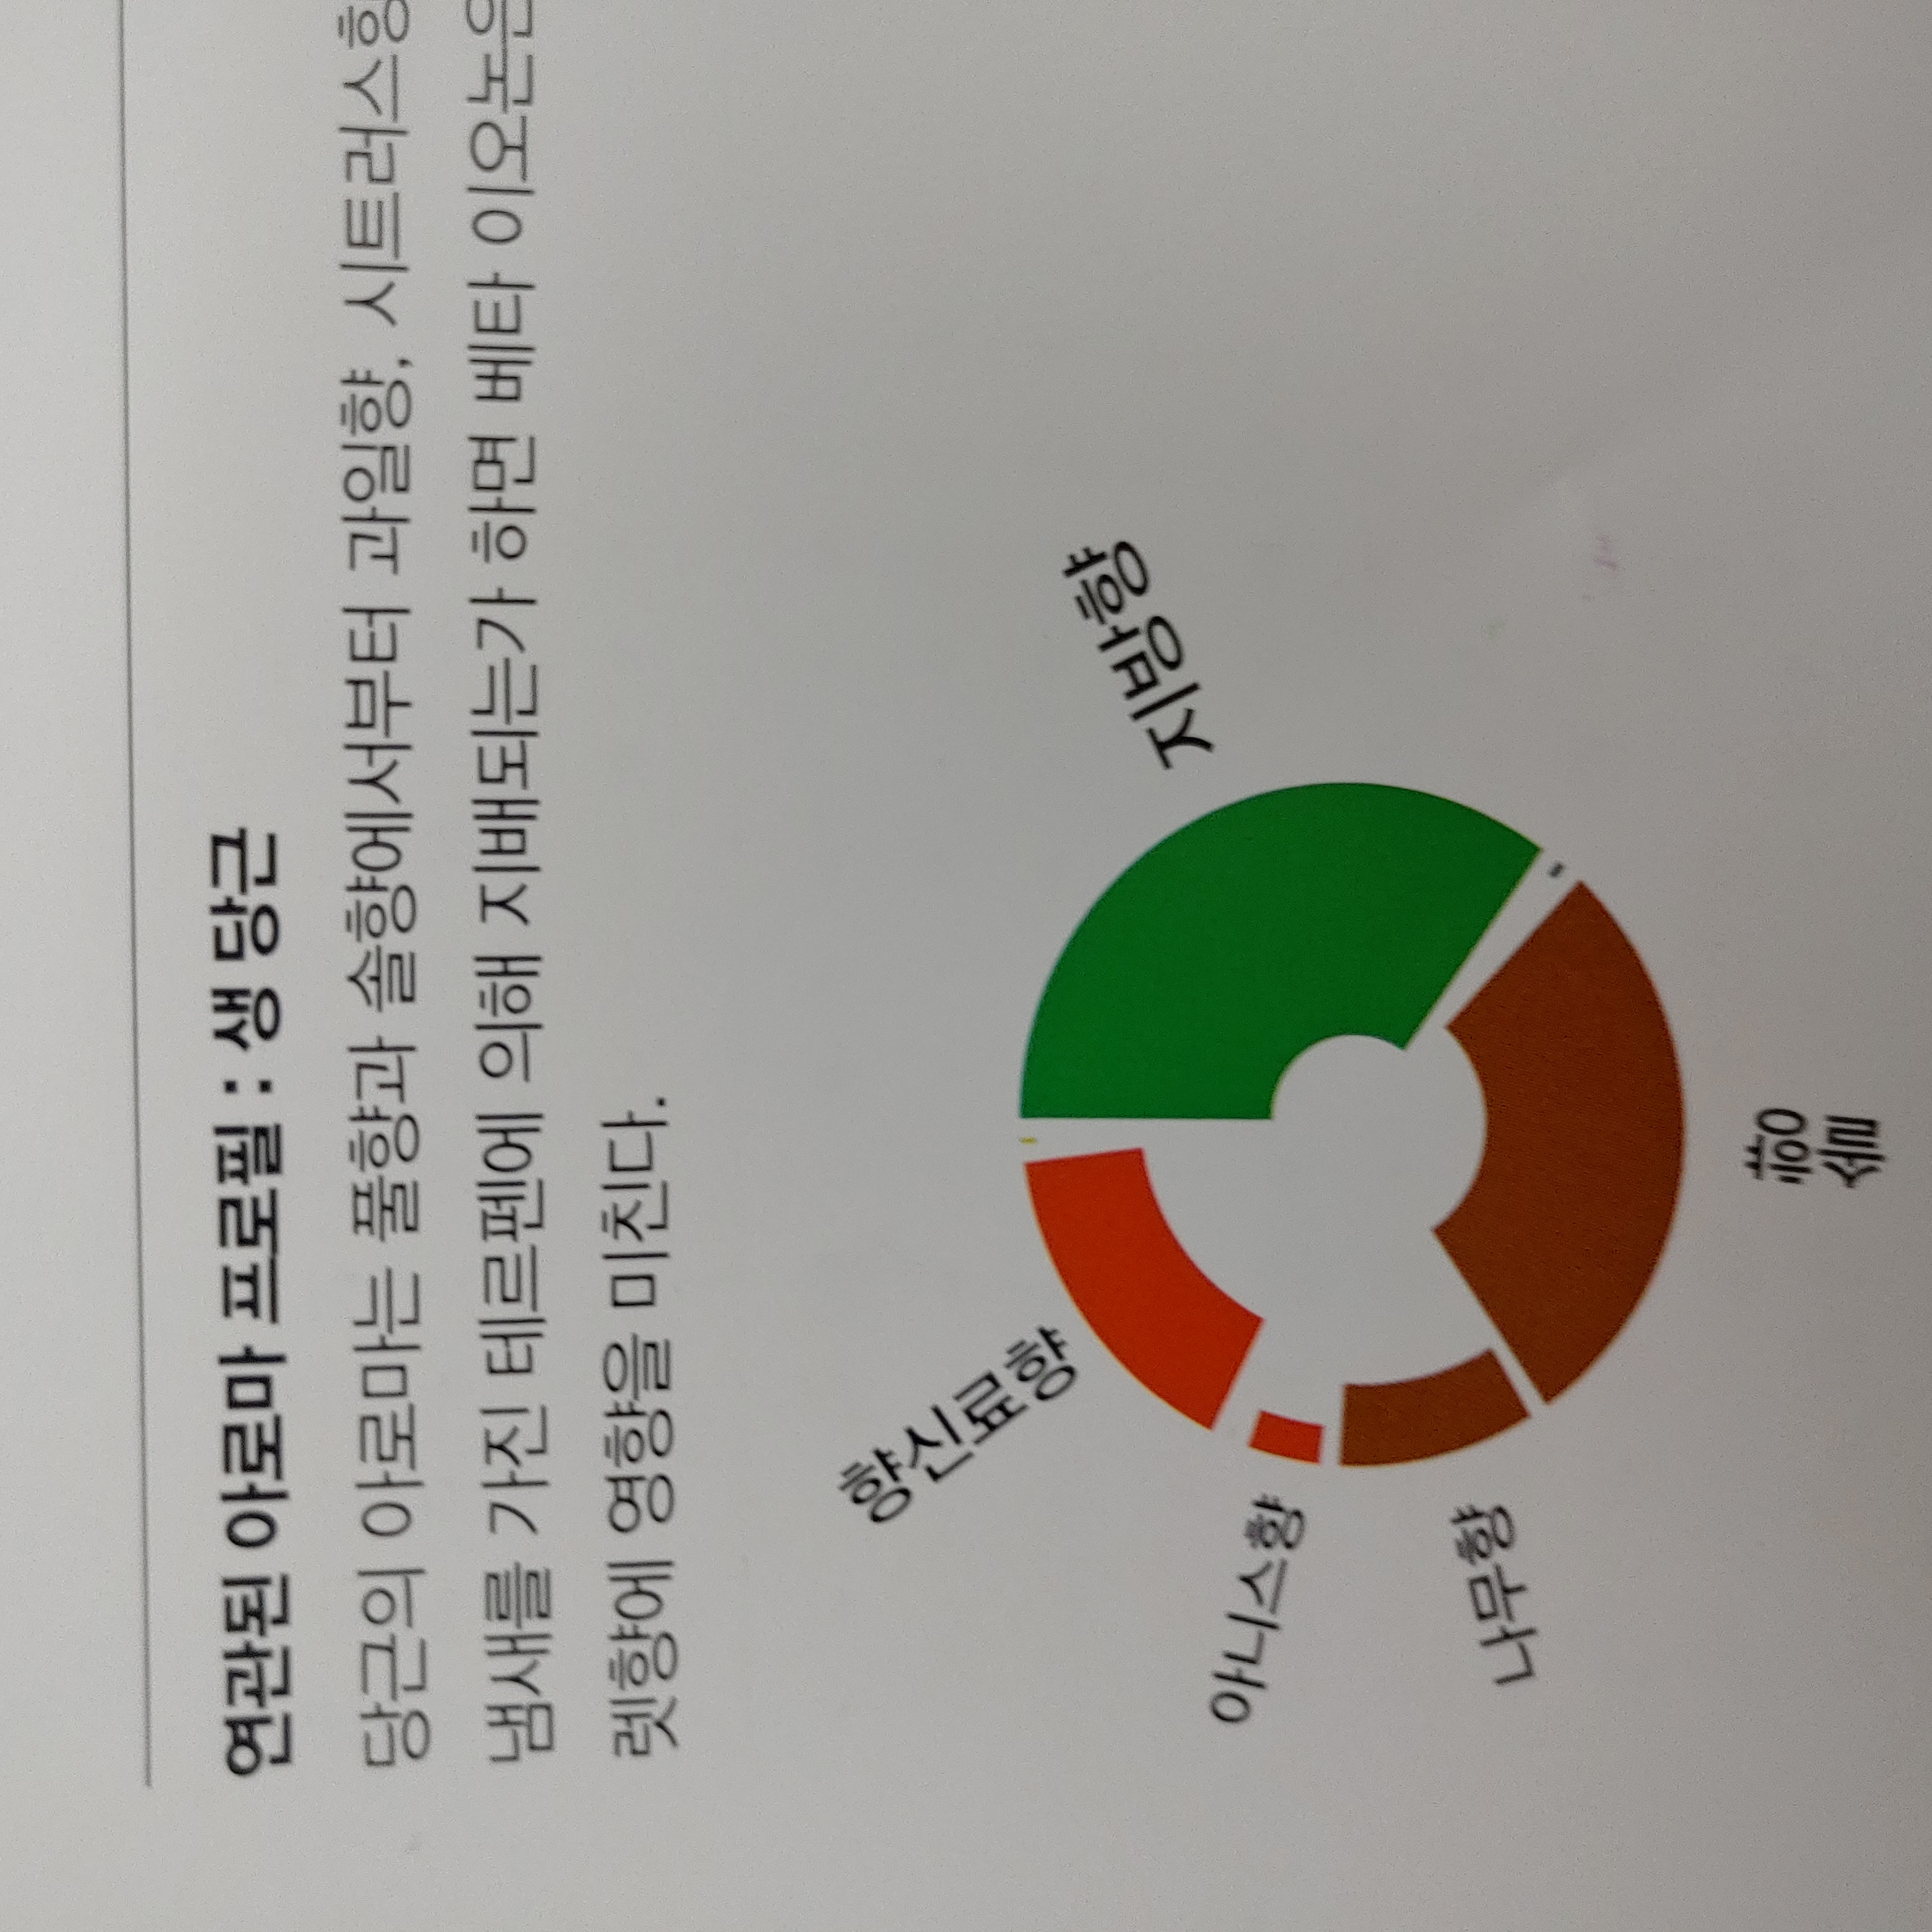 연관된 아로마 프로필 : 생 당근
당근의 아로마는 풀향과 솔향에서부터 과일향, 시트러스향
냄새를 가진 테르펜에 의해 지배되는가 하면 베타 이오논은
렛향에 영향을 미친다.
향신료향
지방향
아니스향
나무향
솔향